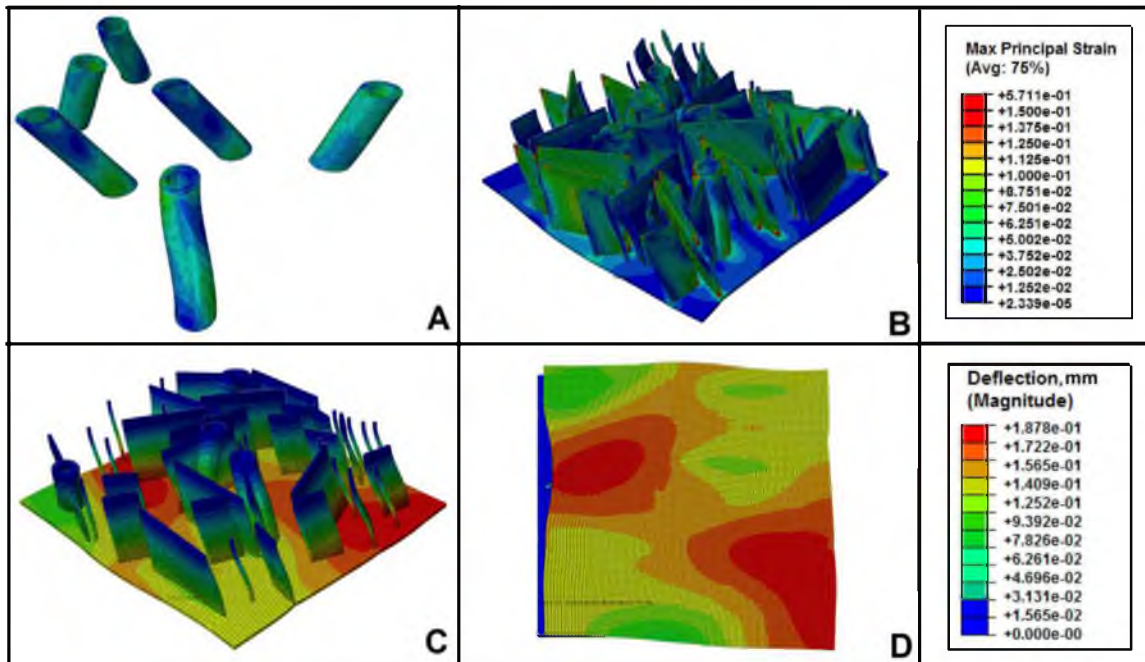 A
B
Max Principal Strain
(Avg: 75%)
+5.711e-01
+1.500e-01
+1.375e-01
+1.250e-01
+1.125e-01
+1.000e-01
+8.751e-02
+7.501e-02
+6.251e-02
+5.002e-02
+3.752e-02
+2.502e-02
+1.252e-02
+2.339e-05
C
D
Deflection,mm
(Magnitude)
+1.878e-01
+1.722e-01
+1.565e-01
+1.409e-01
+1.252e-01
+9.392e-02
+7.826e-02
+6.261e-02
+4.696e-02
+3.131e-02
+1.565e-02
+0.000e-00